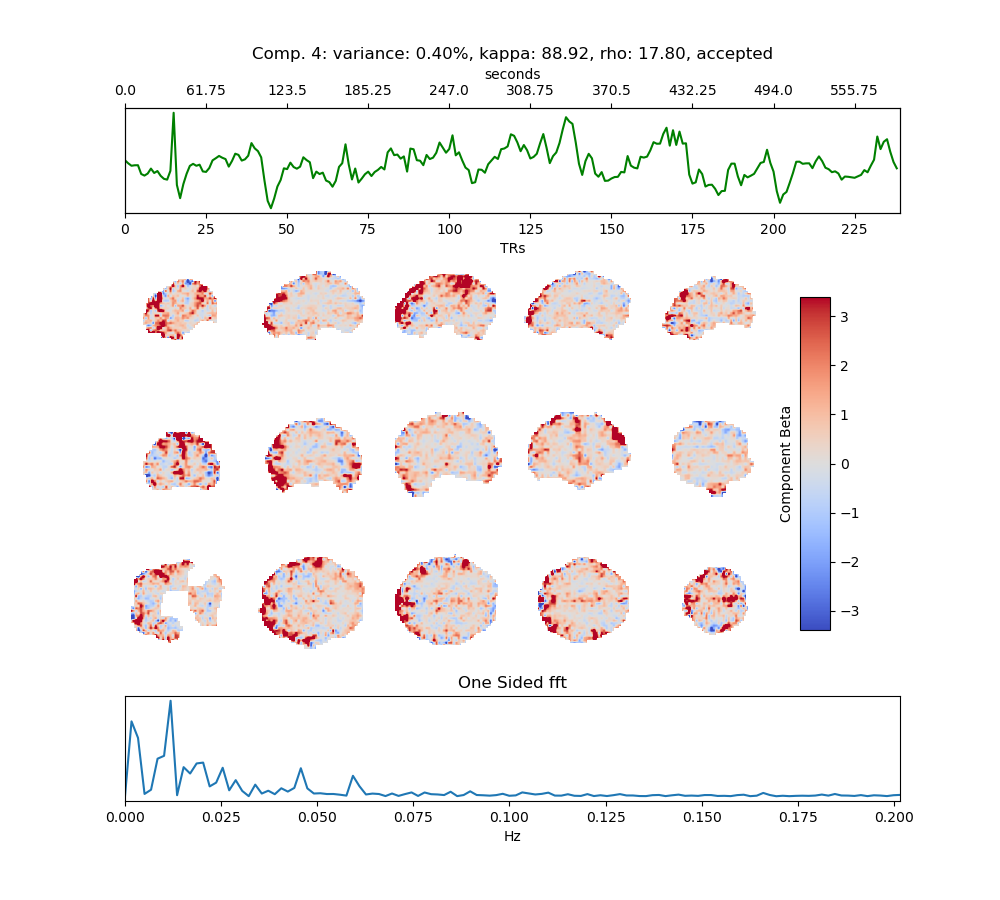 Comp. 4: variance: 0.40%, kappa: 88.92, rho: 17.80, accepted
seconds
0.0 61.75 123.5 185.25 247.0 308.75 370.5 432.25 494.0 555.75
0 25 50 75 100 125 150 175 200 225
TRs
3
2
1
0
−1
−2
−3
Component Beta
One Sided fft
0.000 0.025 0.050 0.075 0.100 0.125 0.150 0.175 0.200
Hz